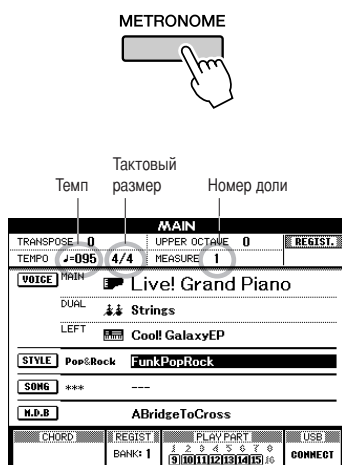 METRONOME
Тактовый
Темп размер Номер доли
MAIN
TRANSPOSE 0 UPPER OCTAVE 0 REGIST.
TEMPO ♩=095 4/4 MEASURE 1
VOICE MAIN Live! Grand Piano
DUAL Strings
LEFT Cool! GalaxyEP
STYLE Pop&Rock FunkPopRock
SONG *** ---
M.D.B ABridgeToCross
CHORD REGIST PLAY PART USB
BANK: 1 1 2 3 4 5 6 7 8 CONNECT
9 10 11 12 13 14 15 16